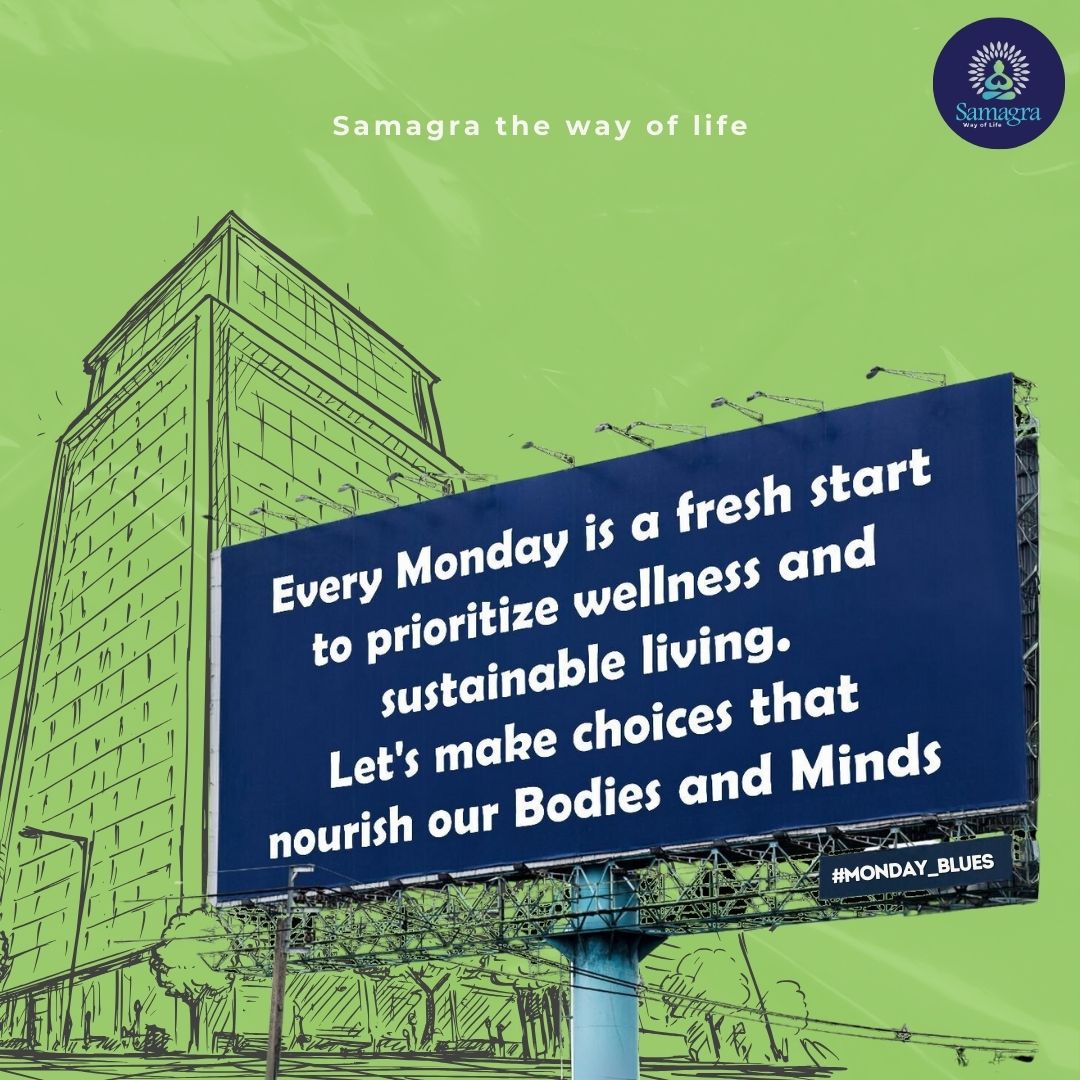 Samagra
Way of Life
Samagra the way of life
Every Monday is a fresh start
to prioritize wellness and
sustainable living.
Let's make choices that
nourish our Bodies and Minds
#MONDAY_BLUES